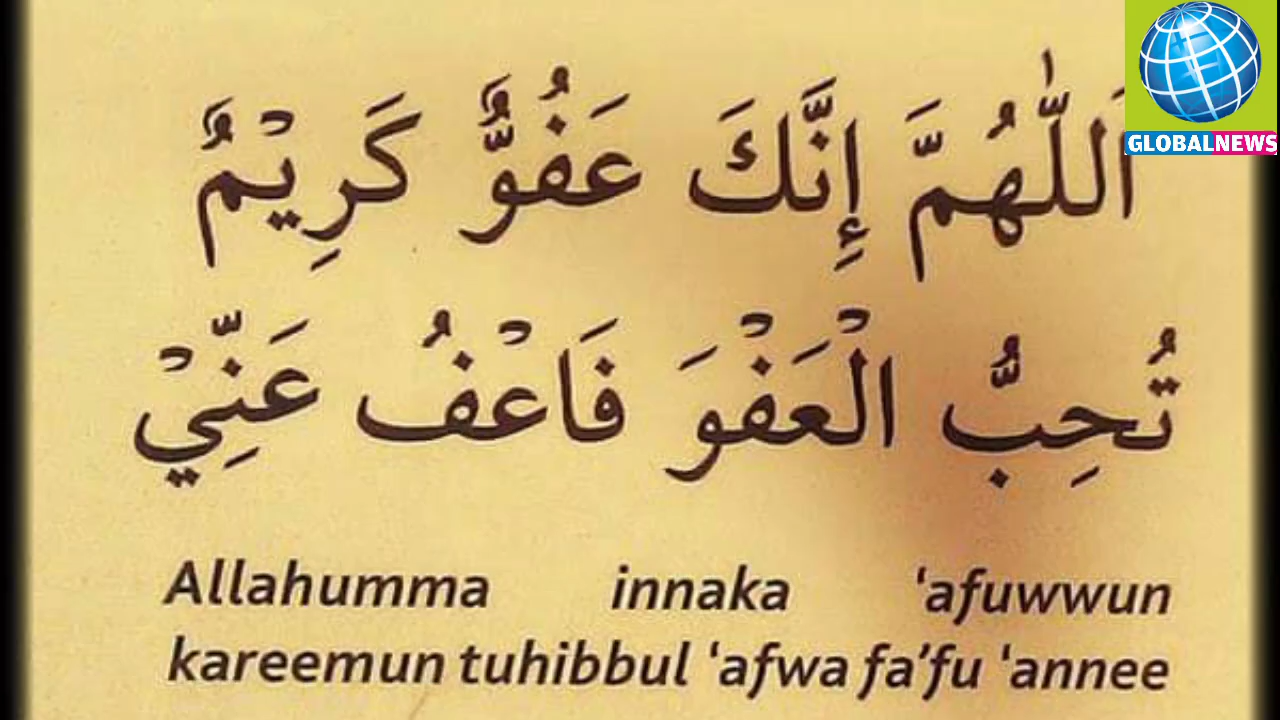 GLOBALNEWS
اَللّٰهُمَّ إِنَّكَ عَفُوٌّ كَرِيْمٌ
تُحِبُّ الْعَفْوَ فَاعْفُ عَنِّيْ
Allahumma innaka ‘afuwwun
kareemun tuhibbul ‘afwa fa’fu ‘annee